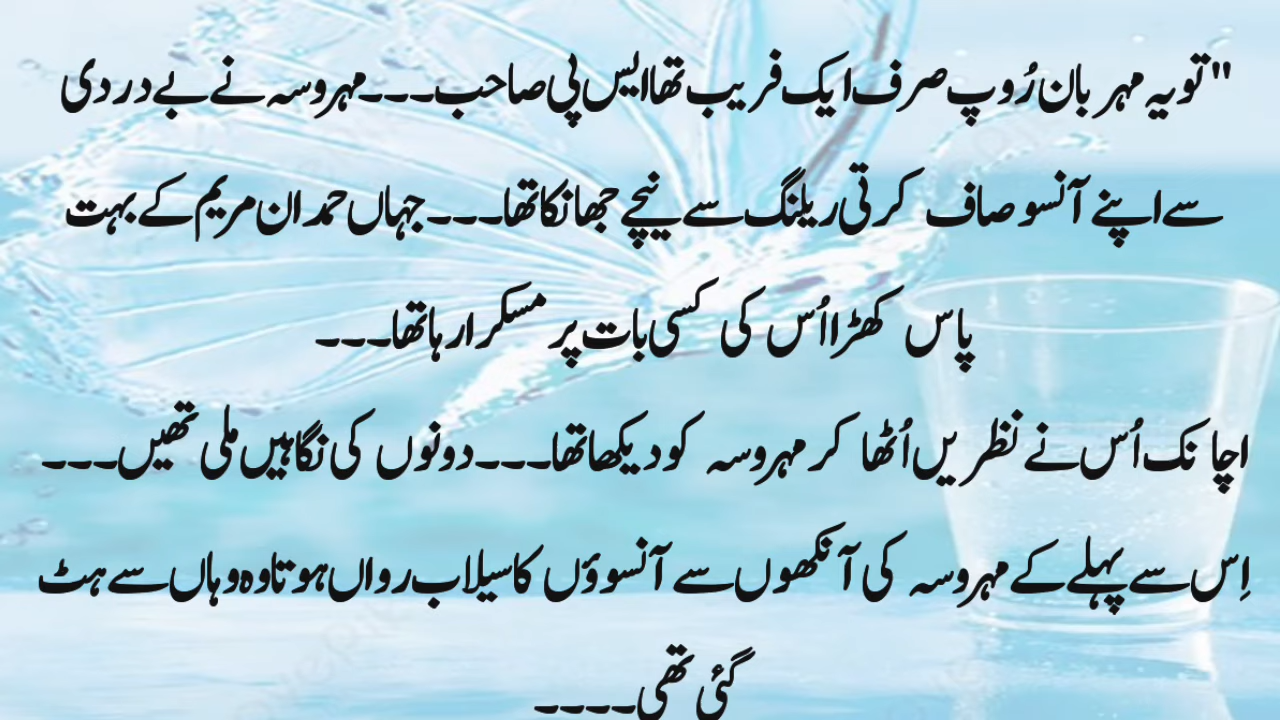 "تو یہ مہربان رُوپ صرف ایک فریب تھا ایس پی صاحب۔۔۔ مہروسہ نے بے دردی
سے اپنے آنسو صاف کرتی ریلنگ سے نیچے جھانکا تھا۔۔۔ جہاں حمدان مریم کے بہت
پاس کھڑا اُس کی کسی بات پر مسکرا رہا تھا۔۔۔
اچانک اُس نے نظریں اُٹھا کر مہروسہ کو دیکھا تھا۔۔۔ دونوں کی نگاہیں ملی تھیں۔۔۔
اِس سے پہلے کے مہروسہ کی آنکھوں سے آنسوؤں کا سیلاب رواں ہوتا وہ وہاں سے ہٹ
گئی تھی۔۔۔۔